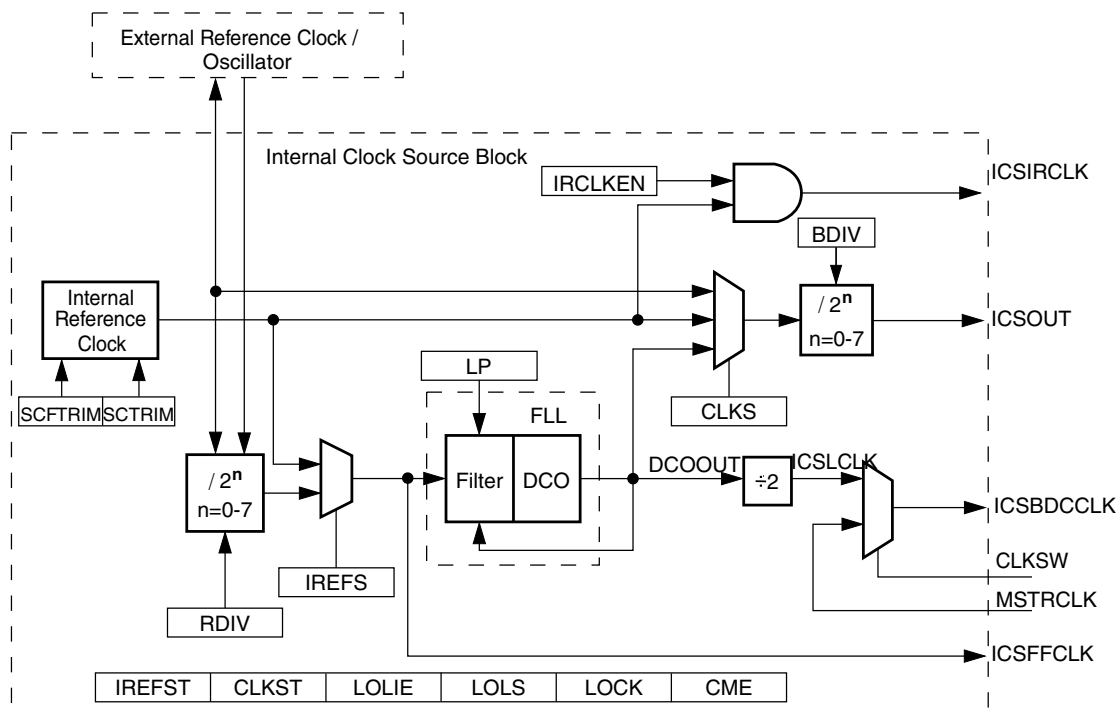 External Reference Clock /
Oscillator
Internal Clock Source Block
IRCLKEN
ICSIRCLK
BDIV
Internal
Reference
Clock
/ 2ⁿ
n=0-7
ICSOUT
LP
SCFTRIM
SCTRIM
CLKS
FLL
/ 2ⁿ
n=0-7
Filter
DCO
DCOOUT
÷2
ICSLCLK
ICSBDCCLK
IREFS
CLKSW
RDIV
MSTRCLK
ICSFFCLK
IREFST
CLKST
LOLIE
LOLS
LOCK
CME